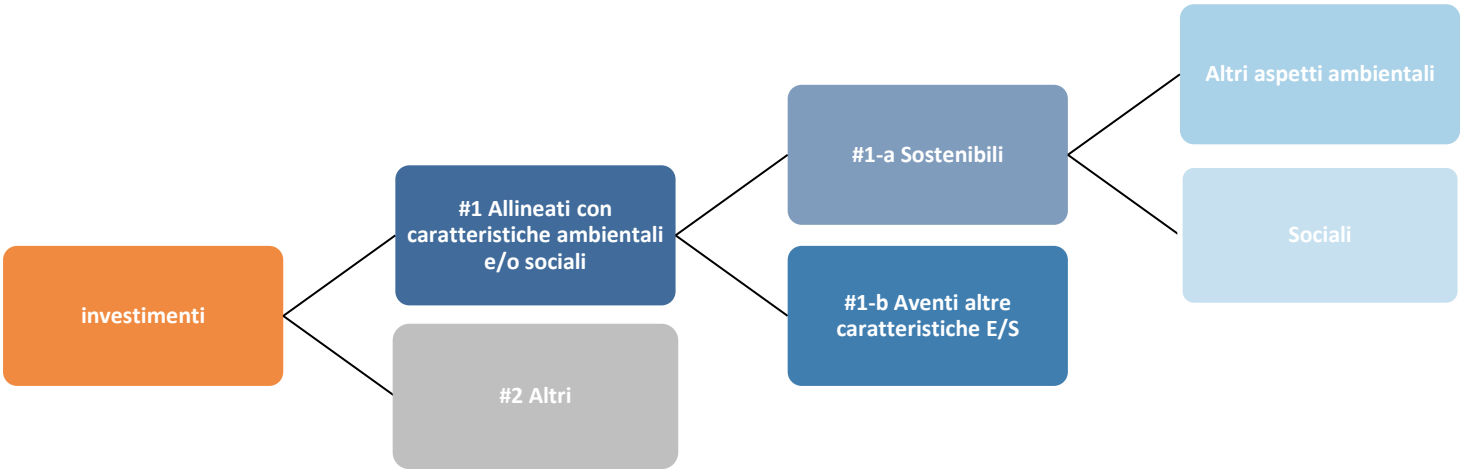 investimenti
#1 Allineati con
caratteristiche ambientali
e/o sociali
#2 Altri
#1-a Sostenibili
#1-b Aventi altre
caratteristiche E/S
Altri aspetti ambientali
Sociali